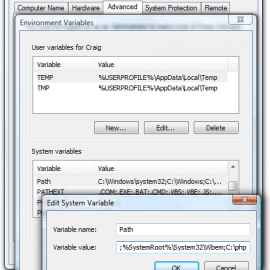 Computer Name Hardware Advanced System Protection Remote
Environment Variables
User variables for Craig
Variable Value
TEMP %USERPROFILE%\AppData\Local\Temp
TMP %USERPROFILE%\AppData\Local\Temp
New... Edit... Delete
System variables
Variable Value
Path C:\Windows\system32;C:\Windows;C:\...
PATHEXT .COM;.EXE;.BAT;.CMD;.VBS;.VBE;.JS;...
Edit System Variable
Variable name: Path
Variable value: ;%SystemRoot%\System32\Wbem;C:\php
OK Cancel